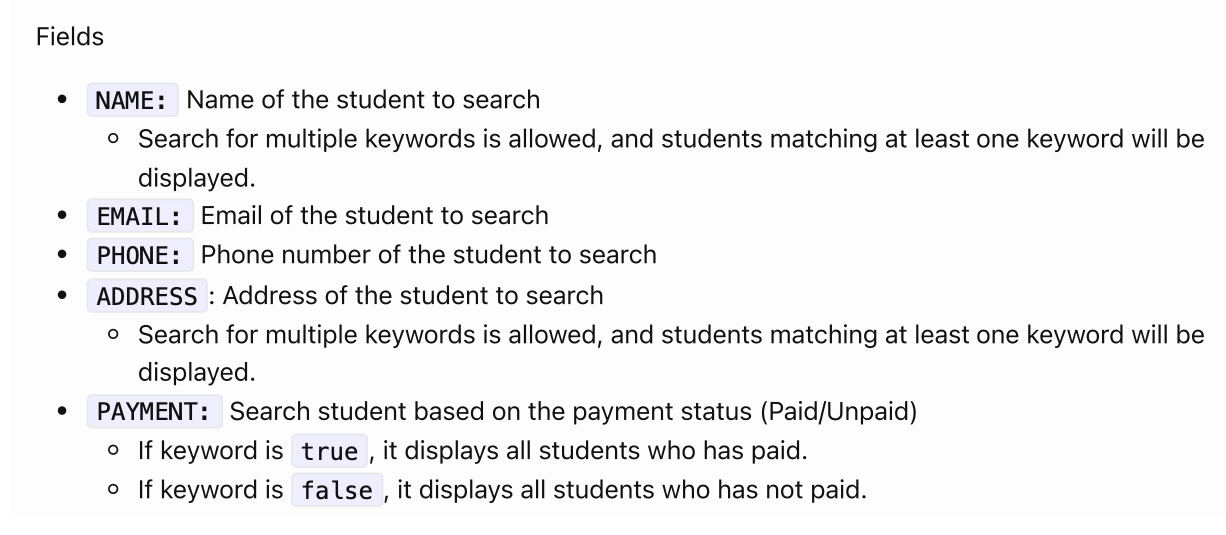 Fields
• NAME: Name of the student to search
◦ Search for multiple keywords is allowed, and students matching at least one keyword will be
displayed.
• EMAIL: Email of the student to search
• PHONE: Phone number of the student to search
• ADDRESS : Address of the student to search
◦ Search for multiple keywords is allowed, and students matching at least one keyword will be
displayed.
• PAYMENT: Search student based on the payment status (Paid/Unpaid)
◦ If keyword is true , it displays all students who has paid.
◦ If keyword is false , it displays all students who has not paid.